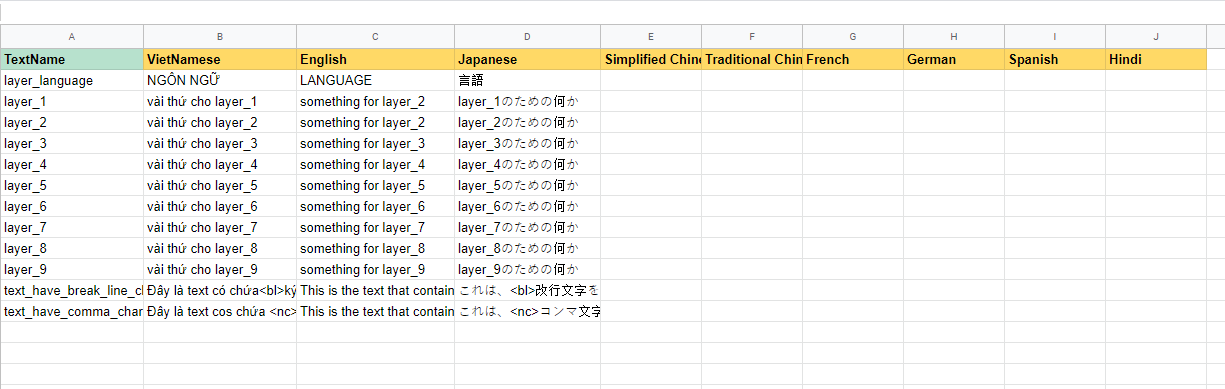 A B C D E F G H I J
TextName VietNamese English Japanese Simplified Chine Traditional Chin French German Spanish Hindi
layer_language NGÔN NGỮ LANGUAGE 言語
layer_1 vài thứ cho layer_1 something for layer_2 layer_1のための何か
layer_2 vài thứ cho layer_2 something for layer_2 layer_2のための何か
layer_3 vài thứ cho layer_3 something for layer_3 layer_3のための何か
layer_4 vài thứ cho layer_4 something for layer_4 layer_4のための何か
layer_5 vài thứ cho layer_5 something for layer_5 layer_5のための何か
layer_6 vài thứ cho layer_6 something for layer_6 layer_6のための何か
layer_7 vài thứ cho layer_7 something for layer_7 layer_7のための何か
layer_8 vài thứ cho layer_8 something for layer_8 layer_8のための何か
layer_9 vài thứ cho layer_9 something for layer_9 layer_9のための何か
text_have_break_line_cl Đây là text có chứa<bl>ký This is the text that contain これは、<bl>改行文字を
text_have_comma_char Đây là text cos chứa <nc> This is the text that contain これは、<nc>コンマ文字